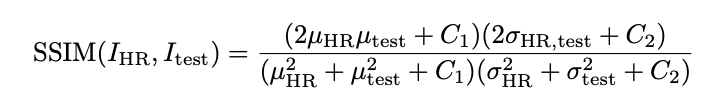 SSIM(I_HR, I_test) = \frac{(2μ_HR μ_test + C_1)(2σ_HR,test + C_2)}{(μ_HR^2 + μ_test^2 + C_1)(σ_HR^2 + σ_test^2 + C_2)}